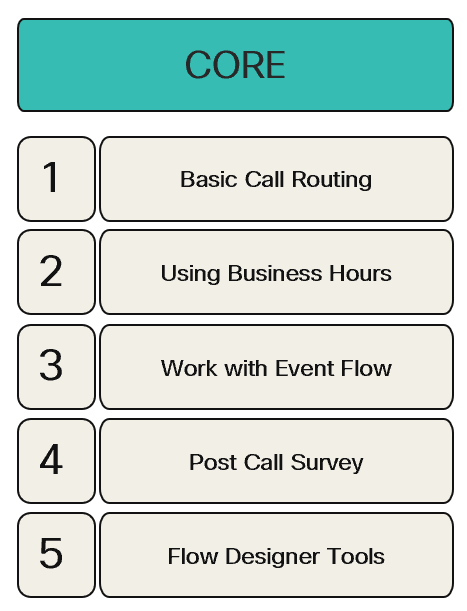 CORE
1
Basic Call Routing
2
Using Business Hours
3
Work with Event Flow
4
Post Call Survey
5
Flow Designer Tools